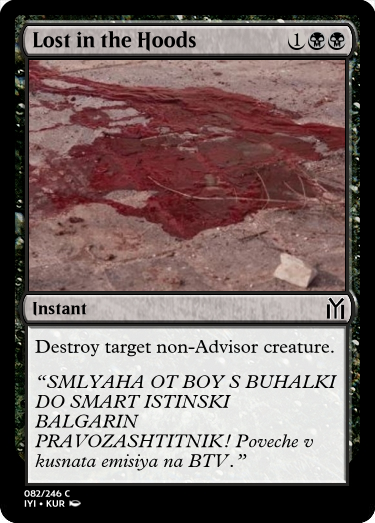 Lost in the Hoods 1
Instant
Destroy target non-Advisor creature.
“SMLYAHA OT BOY S BUHALKI
DO SMART ISTINSKI
BALGARIN
PRAVOZASHTITNIK! Poveche v
kusnata emisiya na BTV.”
082/246 C
IYI • KUR